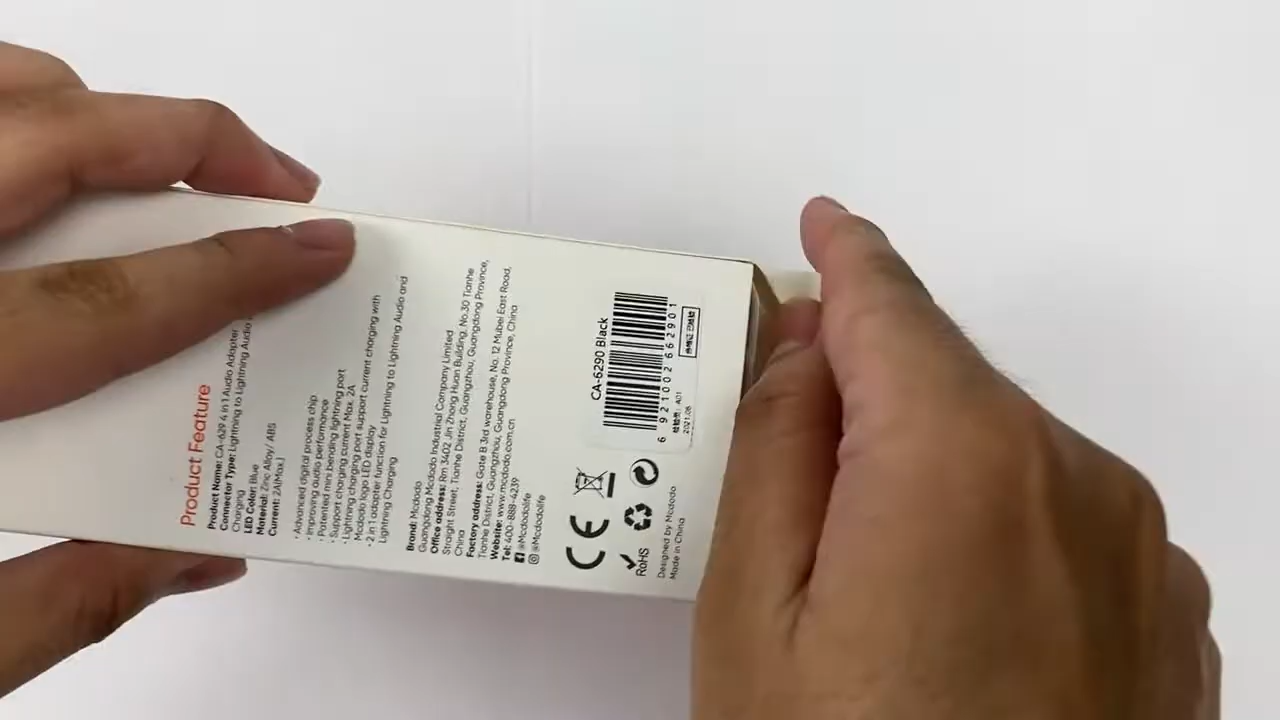 Product Feature
Product Name: CA-629 4 in 1 Audio Adapter
Connector Type: Lightning to Lightning Audio
Charging
LED Color: Blue
Material: Zinc Alloy/ ABS
Current: 2A(Max.)
· Advanced digital process chip
· Improving audio performance
· Patented mini bending lightning port
· Support charging current Max. 2A
· Lightning charging port support current charging with
Mcdodo logo LED display
· 2 in 1 adapter function for Lightning to Lightning Audio and
Lightning Charging
Brand: Mcdodo
Guangdong Mcdodo Industrial Company Limited
Office address: Rm 3402 Jin Zhong Huan Building, No.30 Tianhe
Straight Street, Tianhe District, Guangzhou, Guangdong Province,
China
Factory address: Gate B 3rd warehouse, No. 12 Mubei East Road,
Tianhe District, Guangzhou, Guangdong Province, China
Website: www.mcdodo.com.cn
Tel: 400-888-4239
@Mcdodolife
@Mcdodolife
CA-6290 Black
6 921002 662901
A01
2021.06
CE
RoHS
Designed by Mcdodo
Made in China